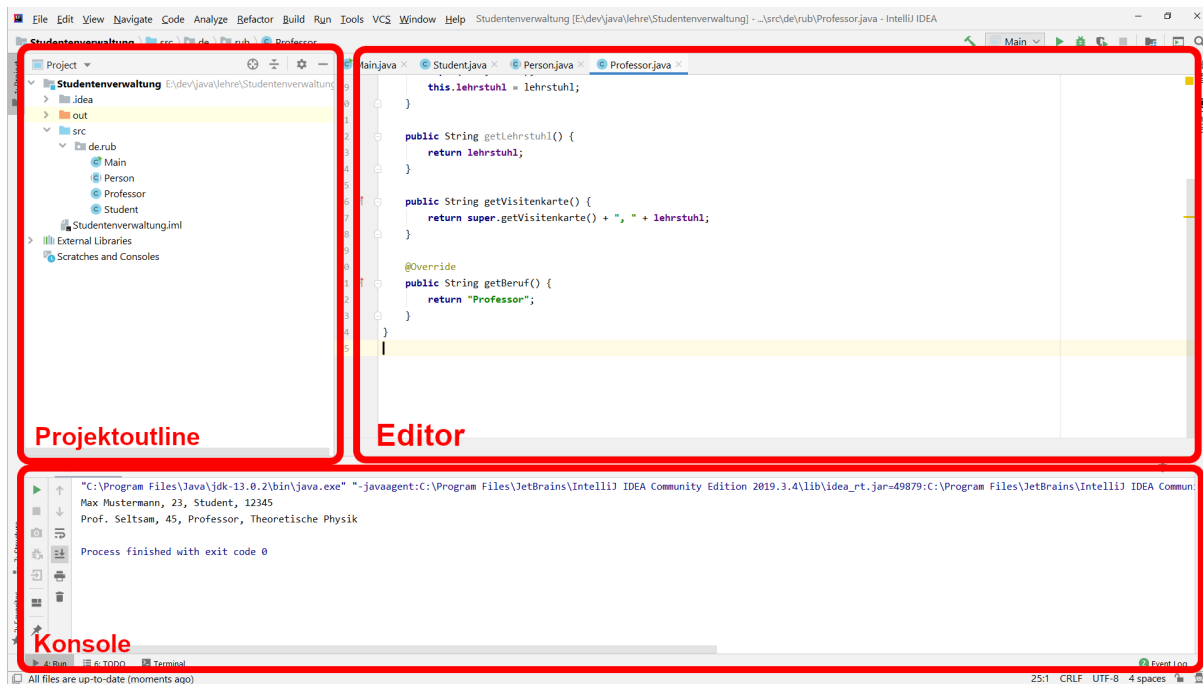 File Edit View Navigate Code Analyze Refactor Build Run Tools VCS Window Help Studentenverwaltung [E:\dev\java\lehre\Studentenverwaltung] - ...\src\de\rub\Professor.java - IntelliJ IDEA
Studentenverwaltung src de rub Professor Main
Project
Main.java Student.java Person.java Professor.java
Studentenverwaltung E:\dev\java\lehre\Studentenverwaltung
.idea
out
src
de.rub
Main
Person
Professor
Student
Studentenverwaltung.iml
External Libraries
Scratches and Consoles
Projektoutline
this.lehrstuhl = lehrstuhl;
}
public String getLehrstuhl() {
return lehrstuhl;
}
public String getVisitenkarte() {
return super.getVisitenkarte() + ", " + lehrstuhl;
}
@Override
public String getBeruf() {
return "Professor";
}
}
Editor
"C:\Program Files\Java\jdk-13.0.2\bin\java.exe" "-javaagent:C:\Program Files\JetBrains\IntelliJ IDEA Community Edition 2019.3.4\lib\idea_rt.jar=49879:C:\Program Files\JetBrains\IntelliJ IDEA Commun
Max Mustermann, 23, Student, 12345
Prof. Seltsam, 45, Professor, Theoretische Physik
Process finished with exit code 0
Konsole
4: Run 6: TODO Terminal 2 Event Log
All files are up-to-date (moments ago) 25:1 CRLF UTF-8 4 spaces